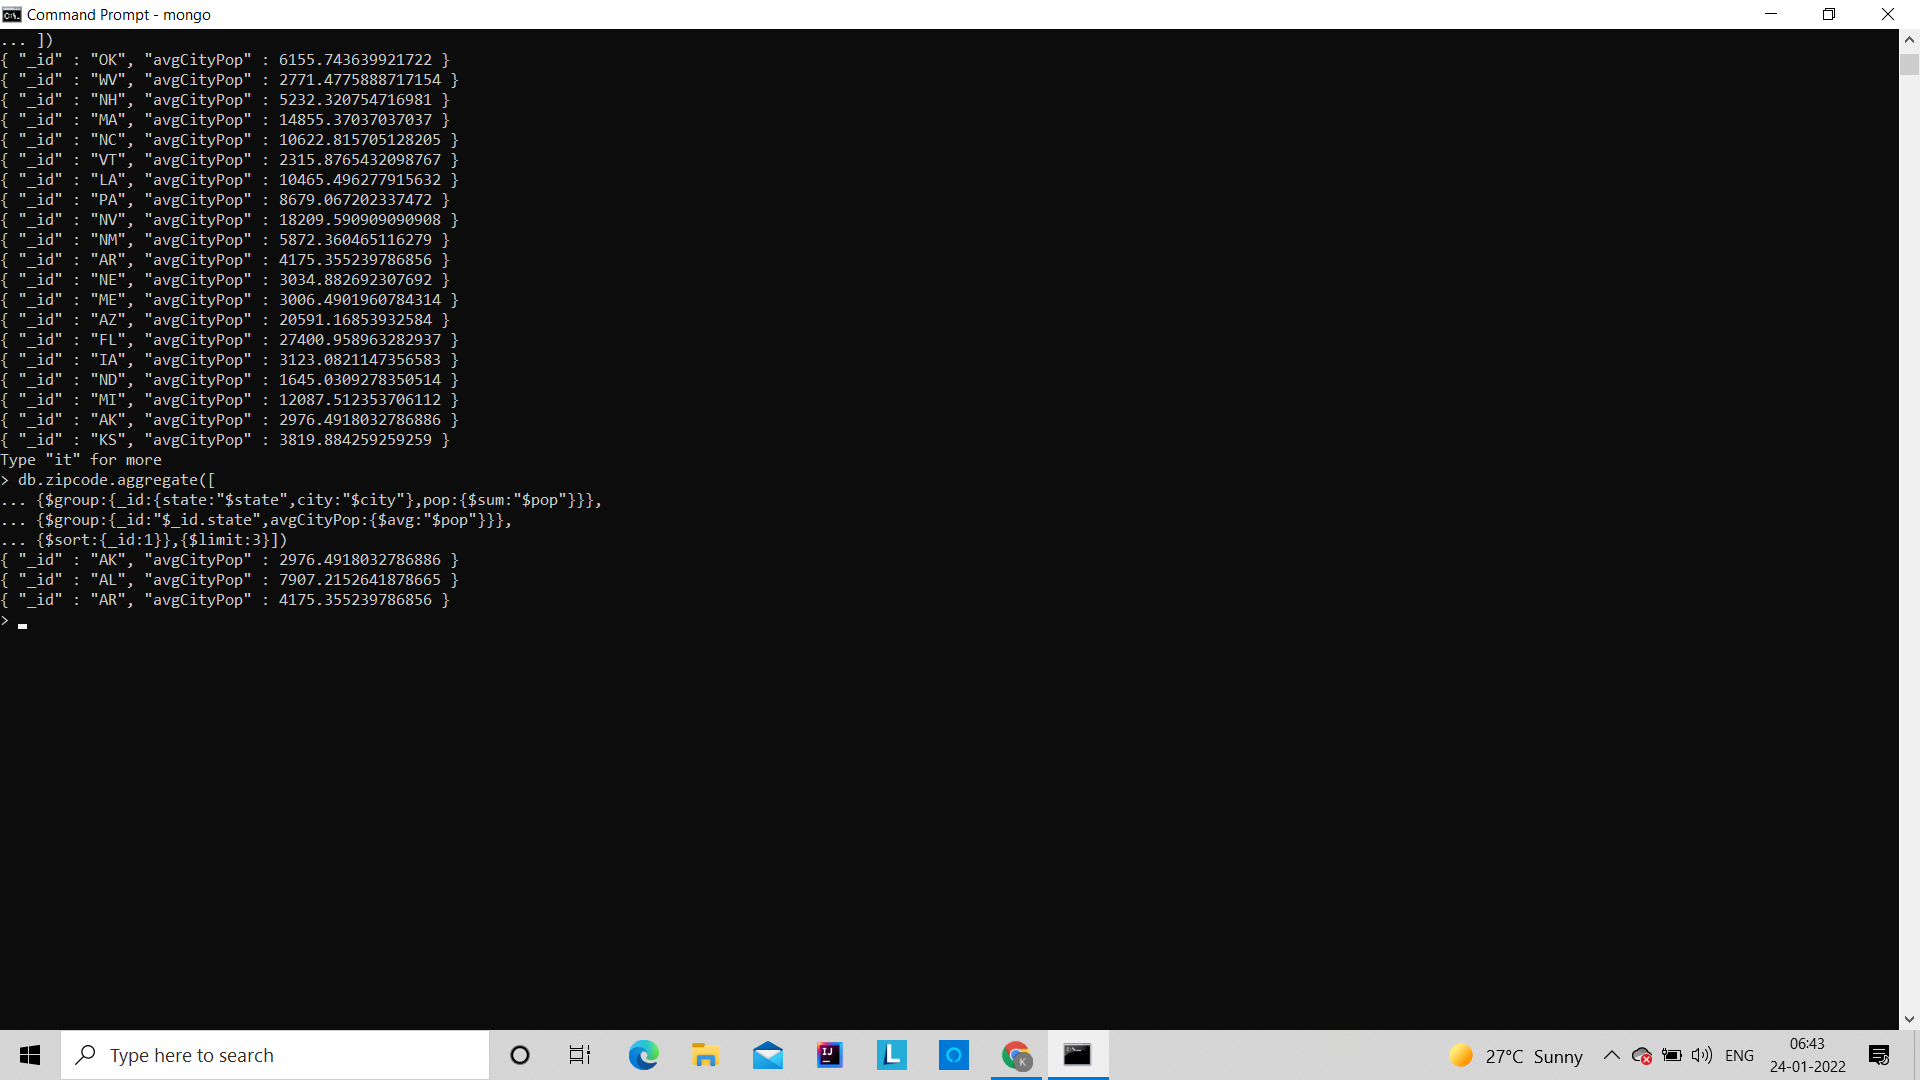 Command Prompt - mongo
... ])
{ "_id" : "OK", "avgCityPop" : 6155.743639921722 }
{ "_id" : "WV", "avgCityPop" : 2771.4775888717154 }
{ "_id" : "NH", "avgCityPop" : 5232.320754716981 }
{ "_id" : "MA", "avgCityPop" : 14855.37037037037 }
{ "_id" : "NC", "avgCityPop" : 10622.815705128205 }
{ "_id" : "VT", "avgCityPop" : 2315.8765432098767 }
{ "_id" : "LA", "avgCityPop" : 10465.496277915632 }
{ "_id" : "PA", "avgCityPop" : 8679.067202337472 }
{ "_id" : "NV", "avgCityPop" : 18209.590909090908 }
{ "_id" : "NM", "avgCityPop" : 5872.360465116279 }
{ "_id" : "AR", "avgCityPop" : 4175.355239786856 }
{ "_id" : "NE", "avgCityPop" : 3034.882692307692 }
{ "_id" : "ME", "avgCityPop" : 3006.4901960784314 }
{ "_id" : "AZ", "avgCityPop" : 20591.16853932584 }
{ "_id" : "FL", "avgCityPop" : 27400.958963282937 }
{ "_id" : "IA", "avgCityPop" : 3123.0821147356583 }
{ "_id" : "ND", "avgCityPop" : 1645.0309278350514 }
{ "_id" : "MI", "avgCityPop" : 12087.512353706112 }
{ "_id" : "AK", "avgCityPop" : 2976.4918032786886 }
{ "_id" : "KS", "avgCityPop" : 3819.884259259259 }
Type "it" for more
> db.zipcode.aggregate([
... {$group:{_id:{state:"$state",city:"$city"},pop:{$sum:"$pop"}}},
... {$group:{_id:"$_id.state",avgCityPop:{$avg:"$pop"}}},
... {$sort:{_id:1}},{$limit:3}])
{ "_id" : "AK", "avgCityPop" : 2976.4918032786886 }
{ "_id" : "AL", "avgCityPop" : 7907.2152641878665 }
{ "_id" : "AR", "avgCityPop" : 4175.355239786856 }
>
Type here to search
27°C Sunny
ENG
06:43
24-01-2022